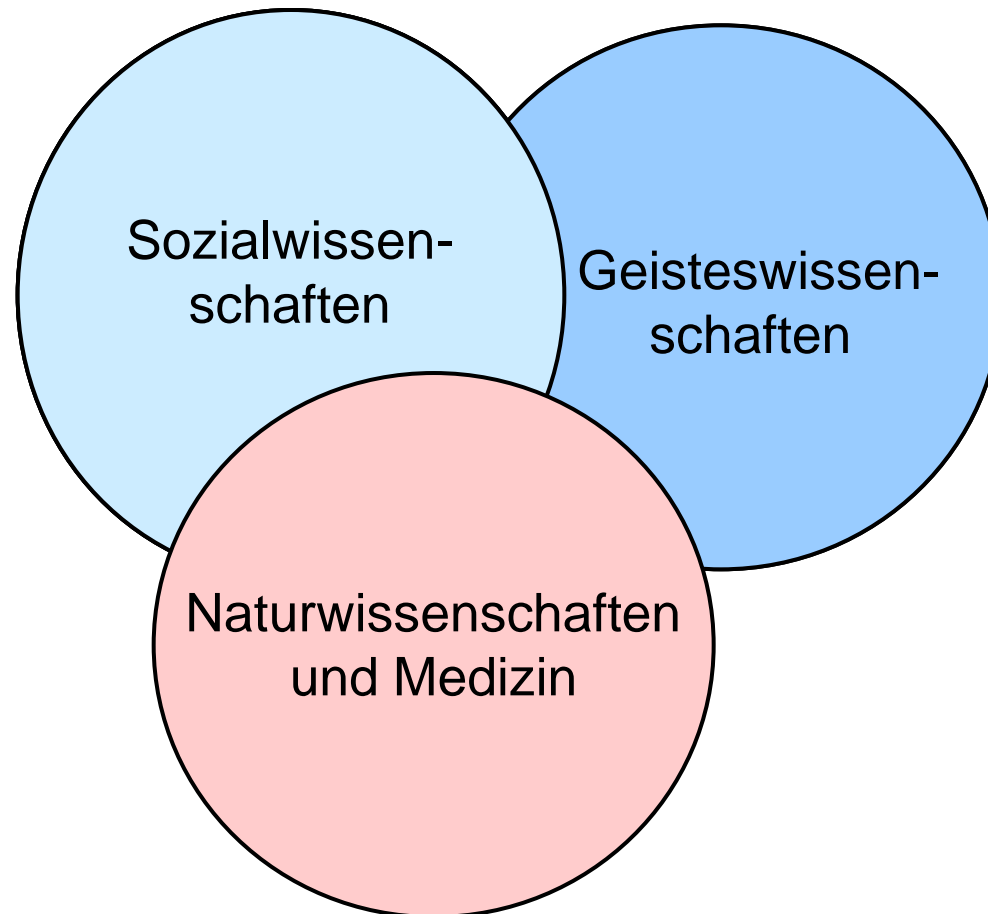 Sozialwissen-
schaften
Geisteswissen-
schaften
Naturwissenschaften
und Medizin